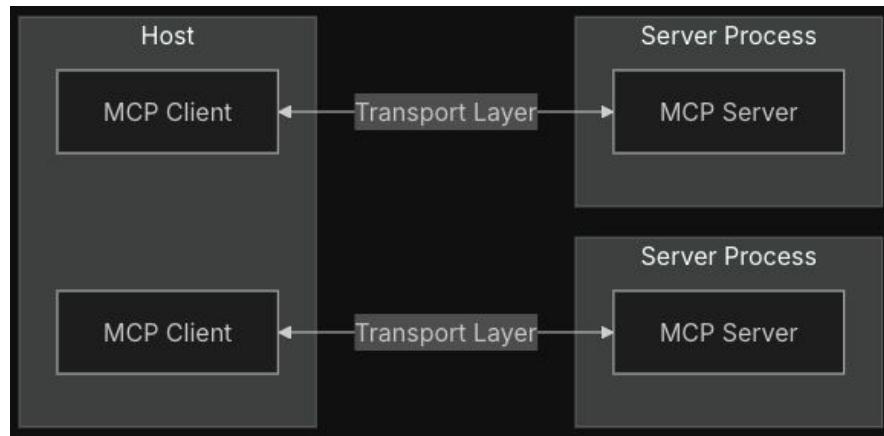 Host
Server Process
MCP Client
Transport Layer
MCP Server
Server Process
MCP Client
Transport Layer
MCP Server